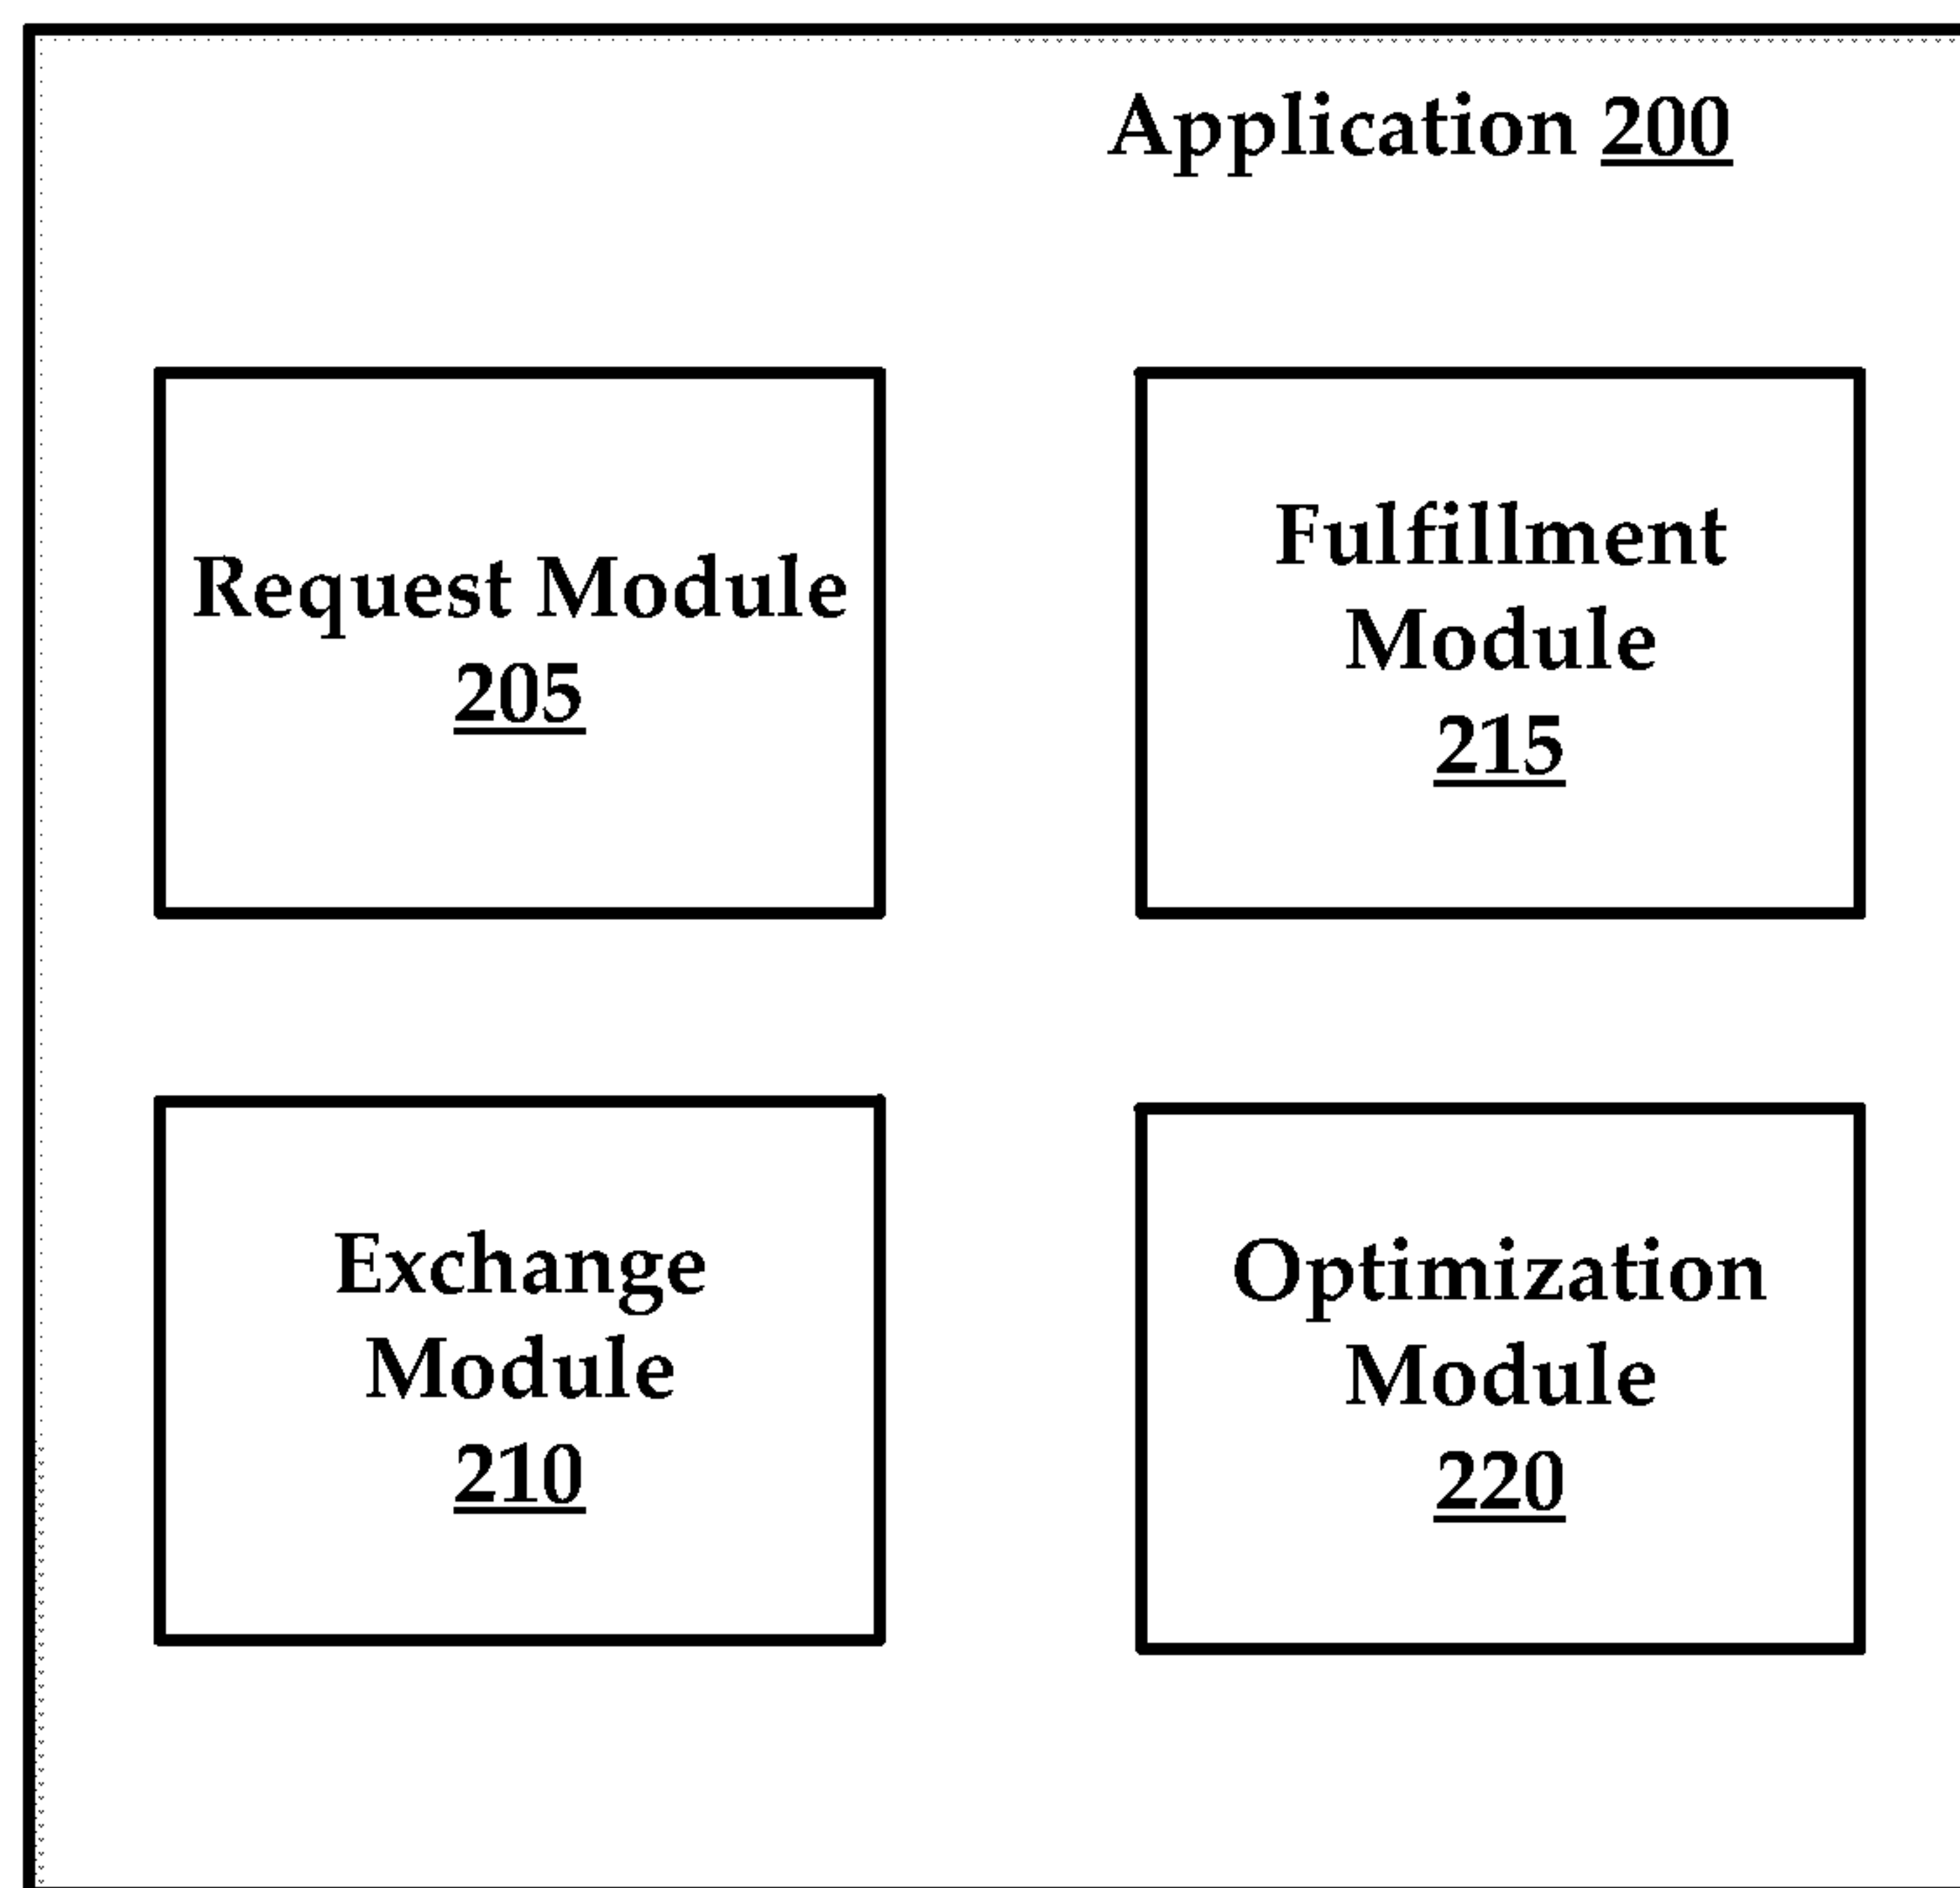 Application 200
Request Module
205
Fulfillment
Module
215
Exchange
Module
210
Optimization
Module
220